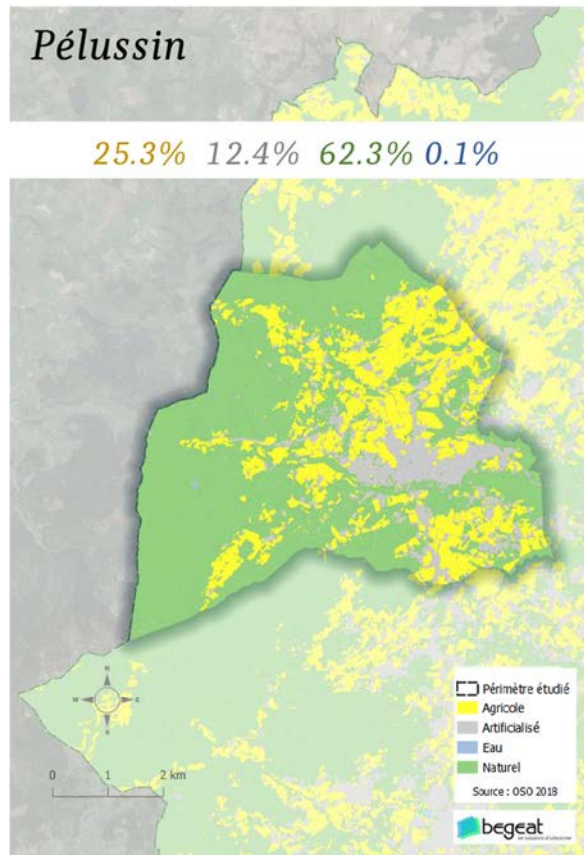 Pélussin
25.3% 12.4% 62.3% 0.1%
N
W E
S
0 1 2 km
Périmètre étudié
Agricole
Artificialisé
Eau
Naturel
Source : OSO 2018
begeat